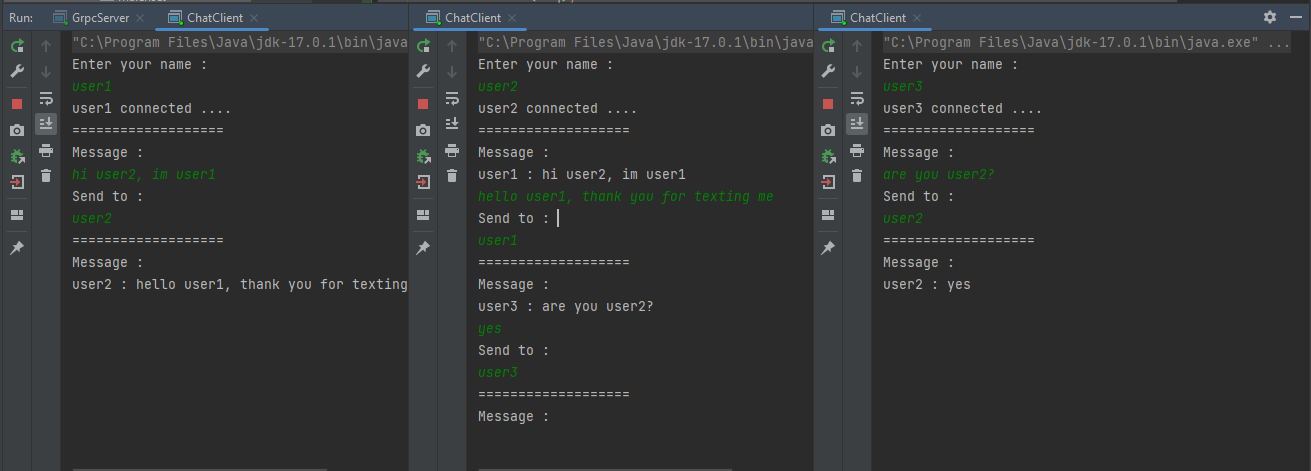 Run:
GrpcServer
ChatClient
ChatClient
ChatClient
"C:\Program Files\Java\jdk-17.0.1\bin\java
Enter your name :
user1
user1 connected ....
===================
Message :
hi user2, im user1
Send to :
user2
===================
Message :
user2 : hello user1, thank you for texting
"C:\Program Files\Java\jdk-17.0.1\bin\java
Enter your name :
user2
user2 connected ....
===================
Message :
user1 : hi user2, im user1
hello user1, thank you for texting me
Send to :
user1
===================
Message :
user3 : are you user2?
yes
Send to :
user3
===================
Message :
"C:\Program Files\Java\jdk-17.0.1\bin\java.exe" ...
Enter your name :
user3
user3 connected ....
===================
Message :
are you user2?
Send to :
user2
===================
Message :
user2 : yes